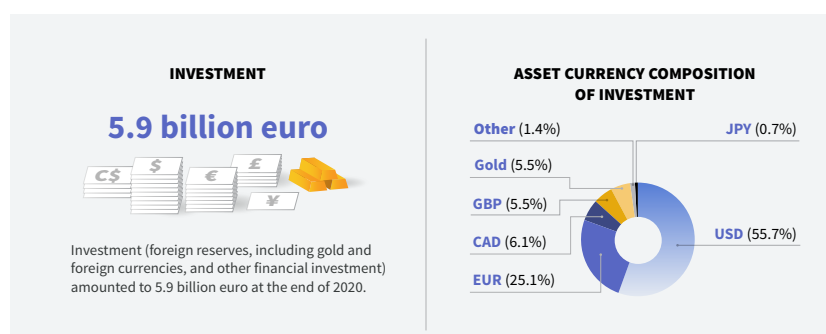 INVESTMENT
5.9 billion euro
C$
$
€
£
¥
Investment (foreign reserves, including gold and
foreign currencies, and other financial investment)
amounted to 5.9 billion euro at the end of 2020.
ASSET CURRENCY COMPOSITION
OF INVESTMENT
Other (1.4%)
JPY (0.7%)
Gold (5.5%)
GBP (5.5%)
CAD (6.1%)
USD (55.7%)
EUR (25.1%)